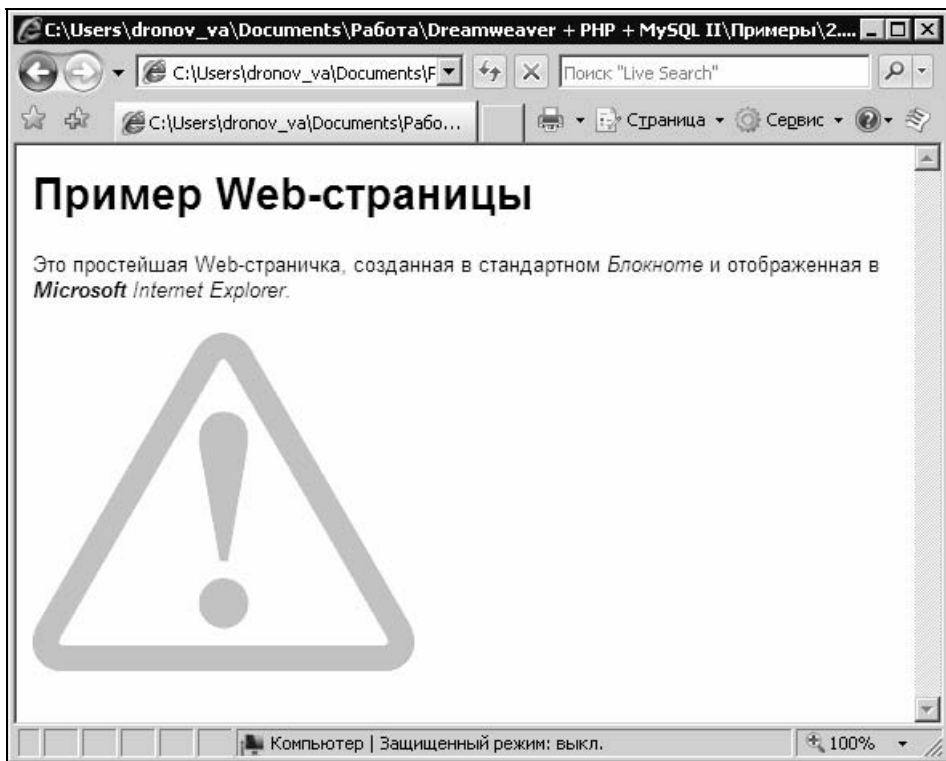 C:\Users\dronov_va\Documents\Работа\Dreamweaver + PHP + MySQL II\Примеры\2....
C:\Users\dronov_va\Documents\F
Поиск "Live Search"
C:\Users\dronov_va\Documents\Рабо...
Страница
Сервис
Пример Web-страницы
Это простейшая Web-страничка, созданная в стандартном Блокноте и отображенная в
Microsoft Internet Explorer.
Компьютер | Защищенный режим: выкл.
100%